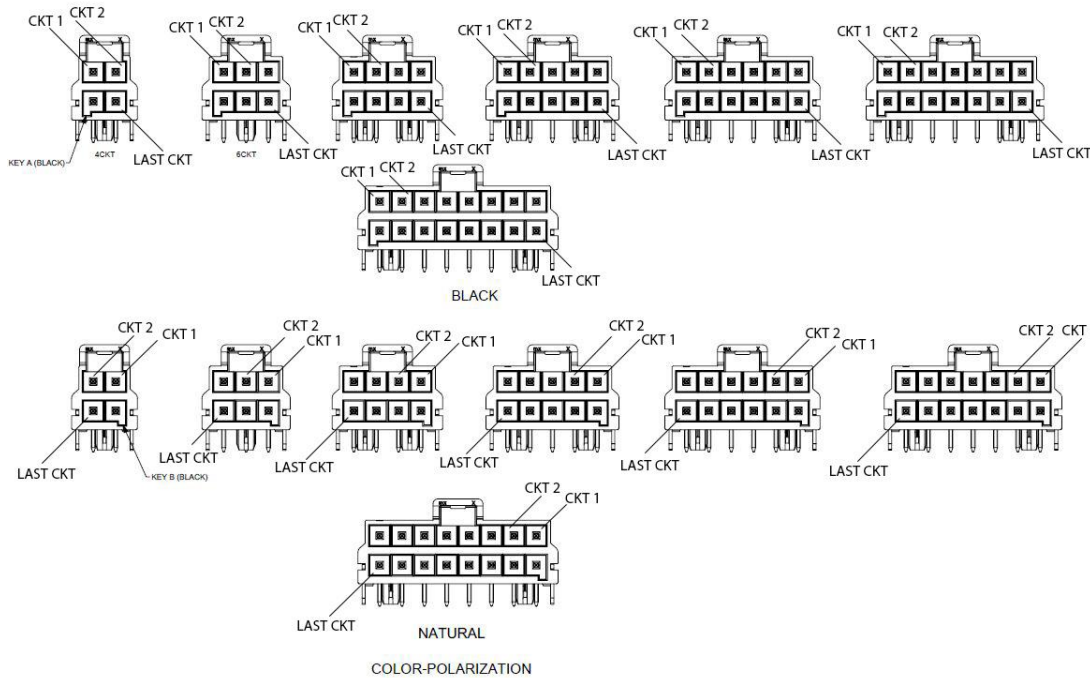 CKT 1 CKT 2 CKT 1 CKT 2 CKT 1 CKT 2 CKT 1 CKT 2 CKT 1 CKT 2 CKT 1 CKT 2
KEY A (BLACK) 4CKT 6CKT
LAST CKT LAST CKT LAST CKT LAST CKT LAST CKT LAST CKT
CKT 1 CKT 2
LAST CKT
BLACK
CKT 2 CKT 1 CKT 2 CKT 1 CKT 2 CKT 1 CKT 2 CKT 1 CKT 2 CKT 1 CKT 2 CKT
LAST CKT LAST CKT LAST CKT LAST CKT LAST CKT LAST CKT
KEY B (BLACK)
CKT 2 CKT 1
LAST CKT
NATURAL
COLOR-POLARIZATION